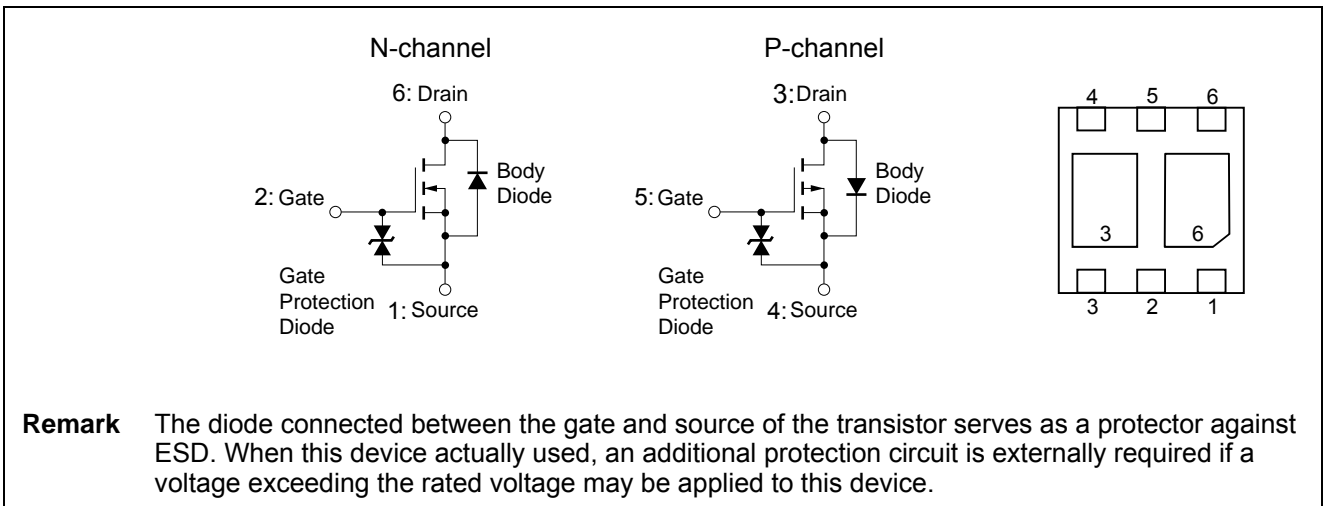 N-channel
P-channel
6: Drain
Body
Diode
2: Gate
Gate
Protection
Diode
1: Source
3:Drain
Body
Diode
5: Gate
Gate
Protection
Diode
4: Source
4 5 6
3 6
3 2 1
Remark The diode connected between the gate and source of the transistor serves as a protector against
ESD. When this device actually used, an additional protection circuit is externally required if a
voltage exceeding the rated voltage may be applied to this device.